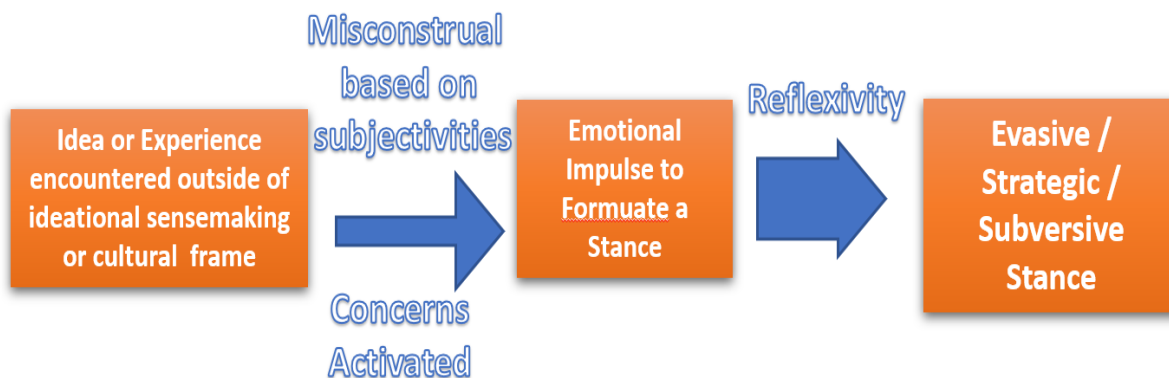 Idea or Experience
encountered outside of
ideational sensemaking
or cultural frame
Misconstrual
based on
subjectivities
Concerns
Activated
Emotional
Impulse to
Formuate a
Stance
Reflexivity
Evasive /
Strategic /
Subversive
Stance